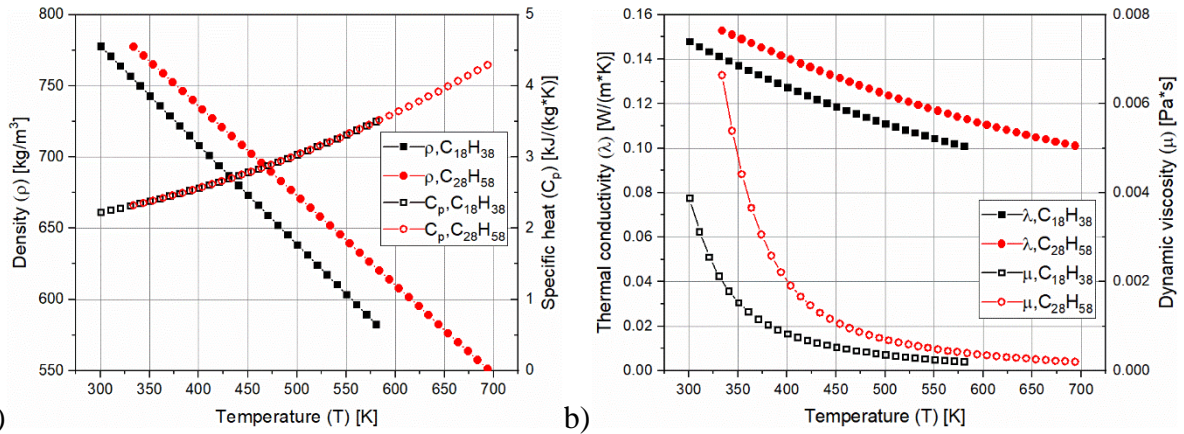 800
750
700
650
600
550
Density (ρ) [kg/m³]
5
4
3
2
1
0
Specific heat (Cₚ) [kJ/(kg*K)]
ρ,C₁₈H₃₈
ρ,C₂₈H₅₈
Cₚ,C₁₈H₃₈
Cₚ,C₂₈H₅₈
300 350 400 450 500 550 600 650 700
Temperature (T) [K]
)
b)
0.16
0.14
0.12
0.10
0.08
0.06
0.04
0.02
0.00
Thermal conductivity (λ) [W/(m*K)]
0.008
0.006
0.004
0.002
0.000
Dynamic viscosity (μ) [Pa*s]
λ,C₁₈H₃₈
λ,C₂₈H₅₈
μ,C₁₈H₃₈
μ,C₂₈H₅₈
300 350 400 450 500 550 600 650 700
Temperature (T) [K]